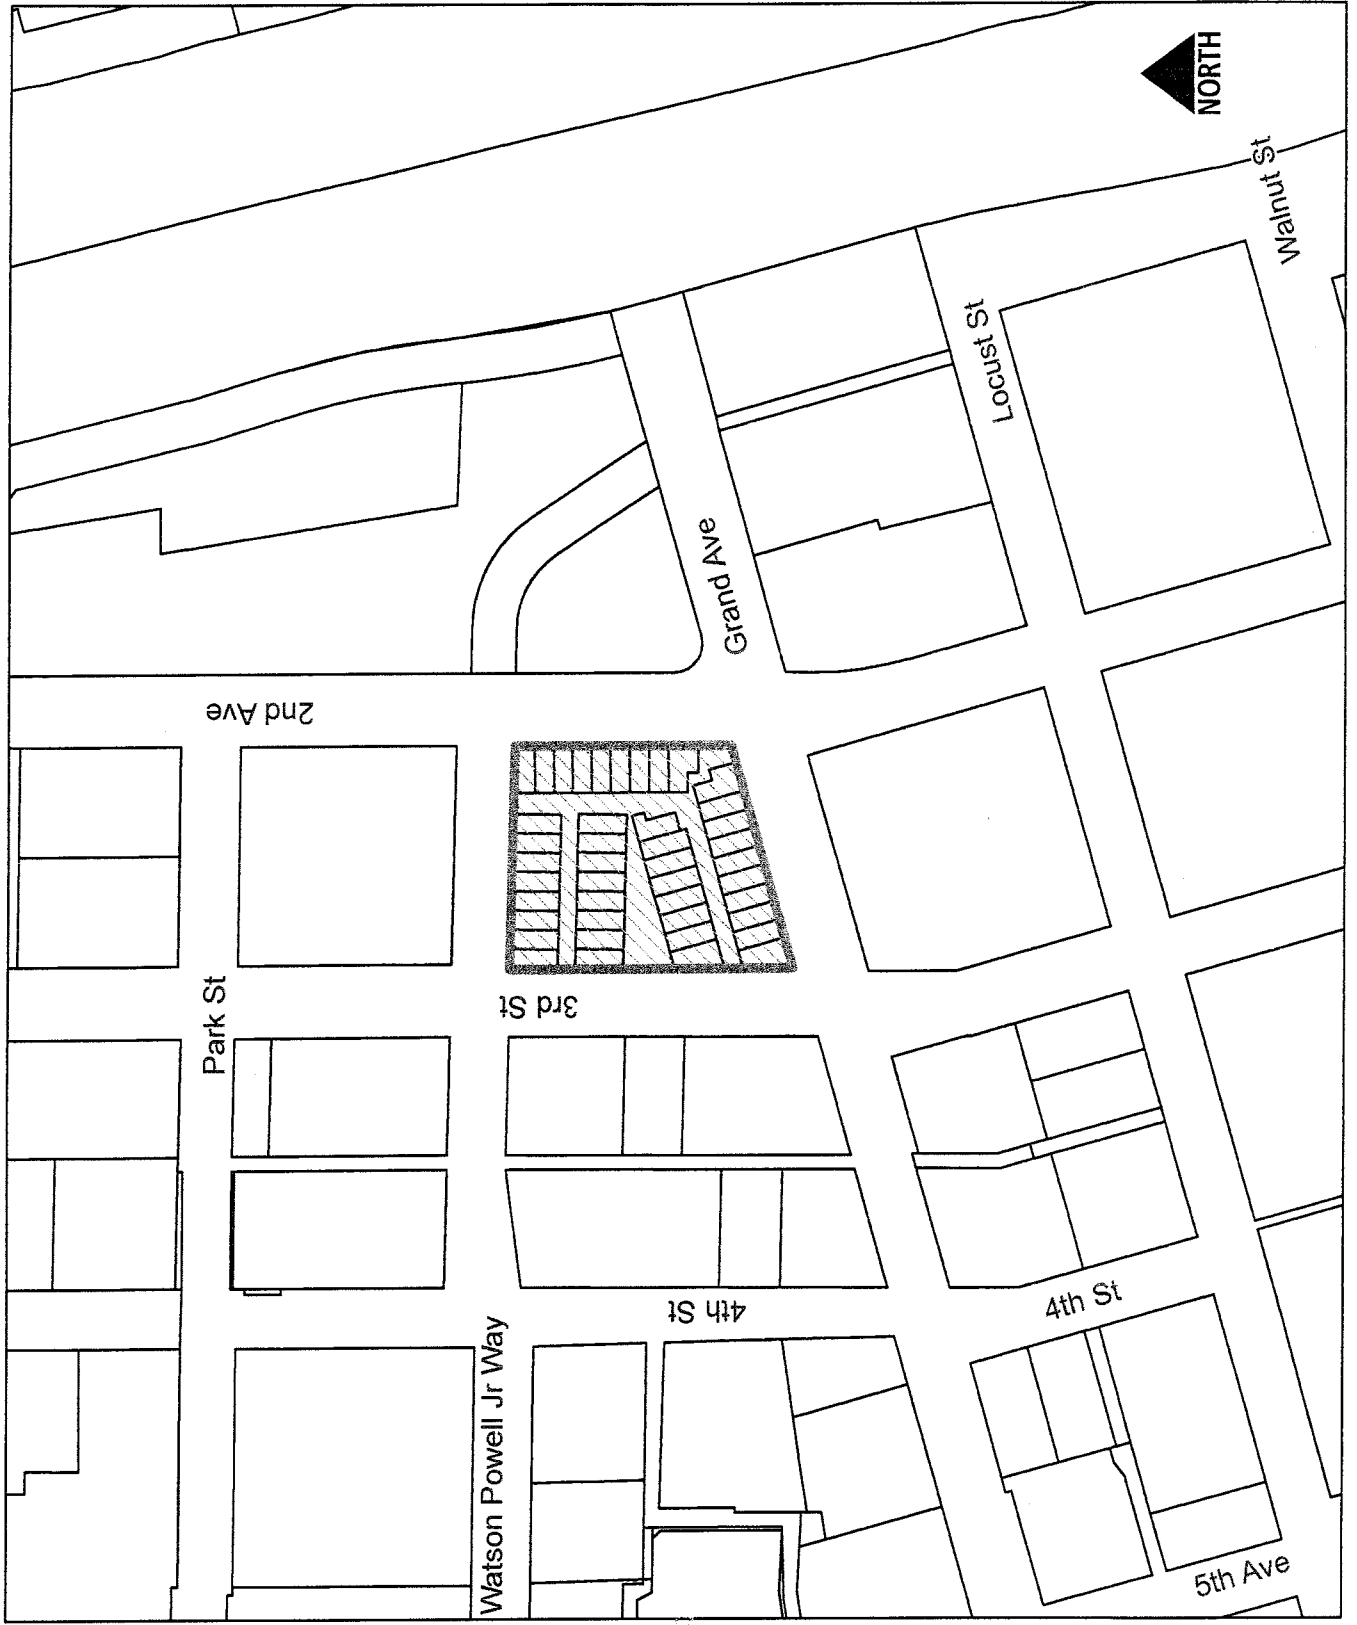 NORTH
Walnut St
Locust St
Grand Ave
2nd Ave
Park St
3rd St
4th St
4th St
Watson Powell Jr Way
5th Ave